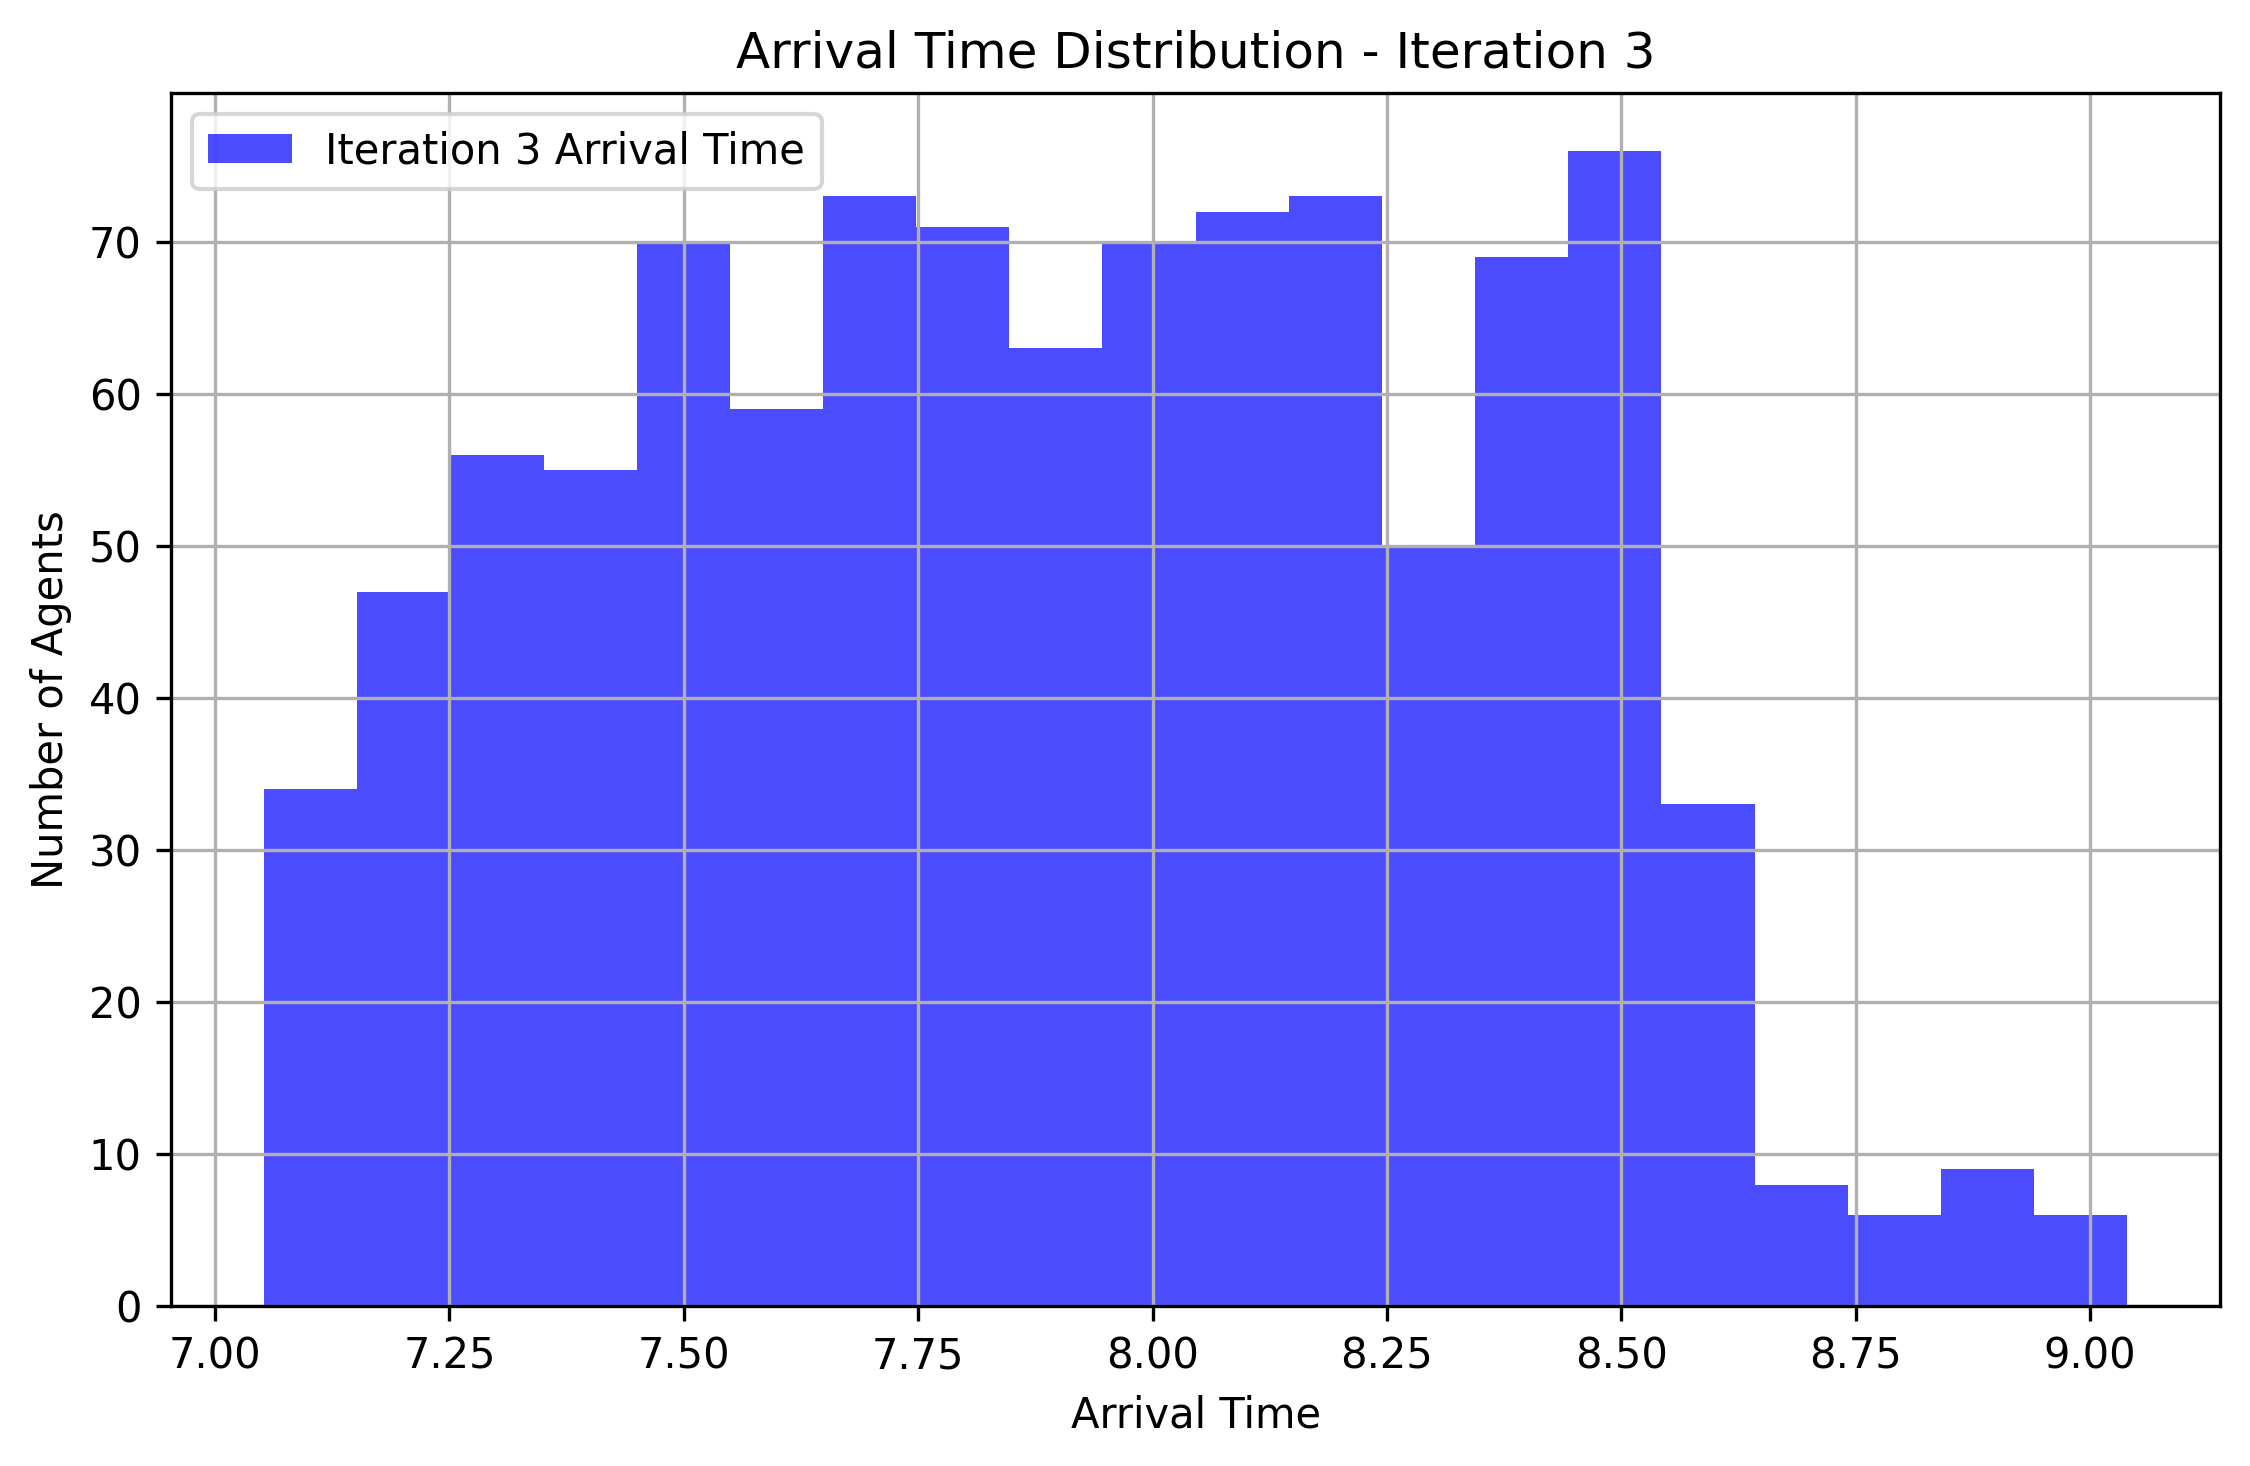 Arrival Time Distribution - Iteration 3
Iteration 3 Arrival Time
Number of Agents
70
60
50
40
30
20
10
0
7.00 7.25 7.50 7.75 8.00 8.25 8.50 8.75 9.00
Arrival Time